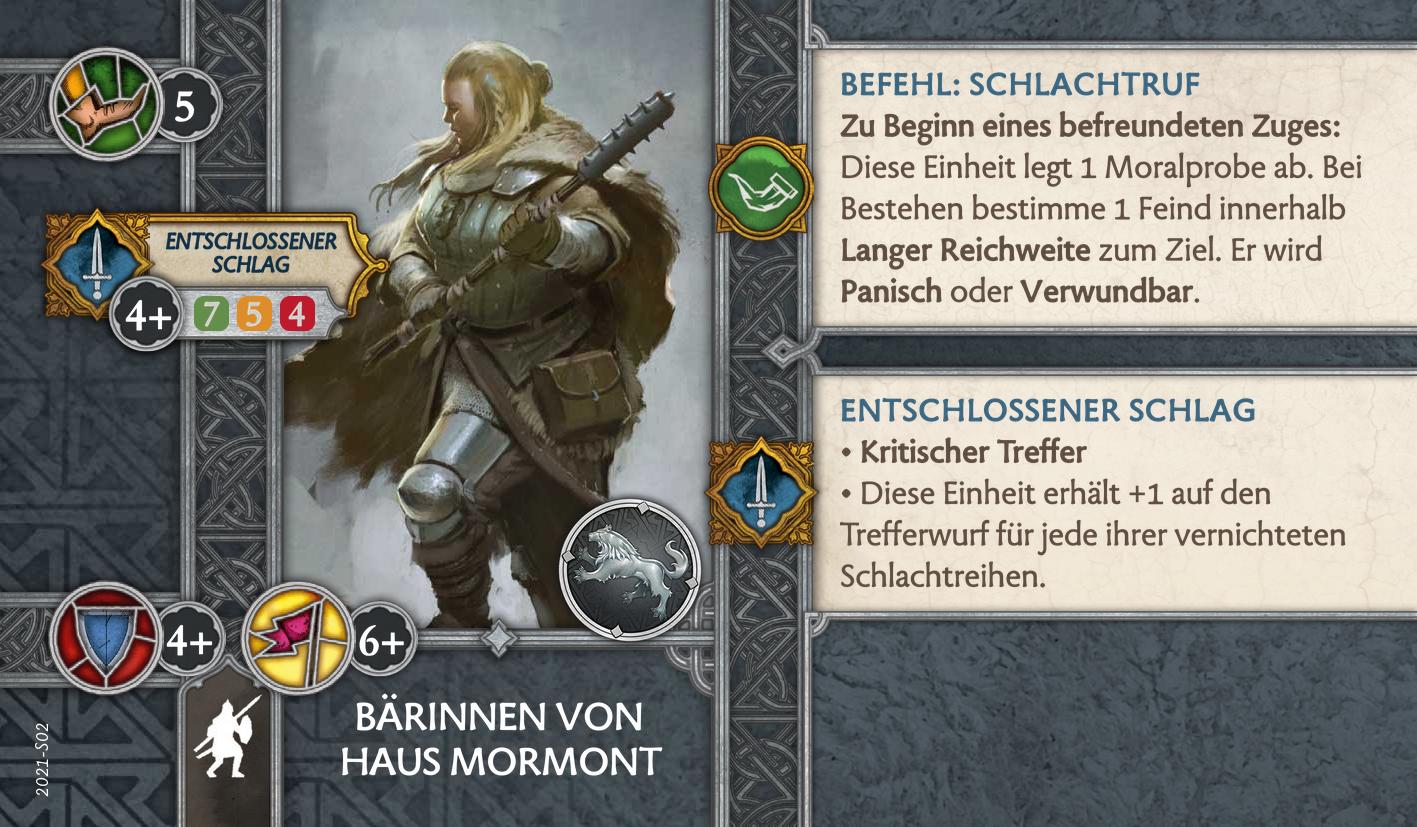 5
ENTSCHLOSSENER
SCHLAG
4+ 7 5 4
4+ 6+
BÄRINNEN VON
HAUS MORMONT
2021-S02
BEFEHL: SCHLACHTRUF
Zu Beginn eines befreundeten Zuges:
Diese Einheit legt 1 Moralprobe ab. Bei
Bestehen bestimme 1 Feind innerhalb
Langer Reichweite zum Ziel. Er wird
Panisch oder Verwundbar.
ENTSCHLOSSENER SCHLAG
• Kritischer Treffer
• Diese Einheit erhält +1 auf den
Trefferwurf für jede ihrer vernichteten
Schlachtreihen.